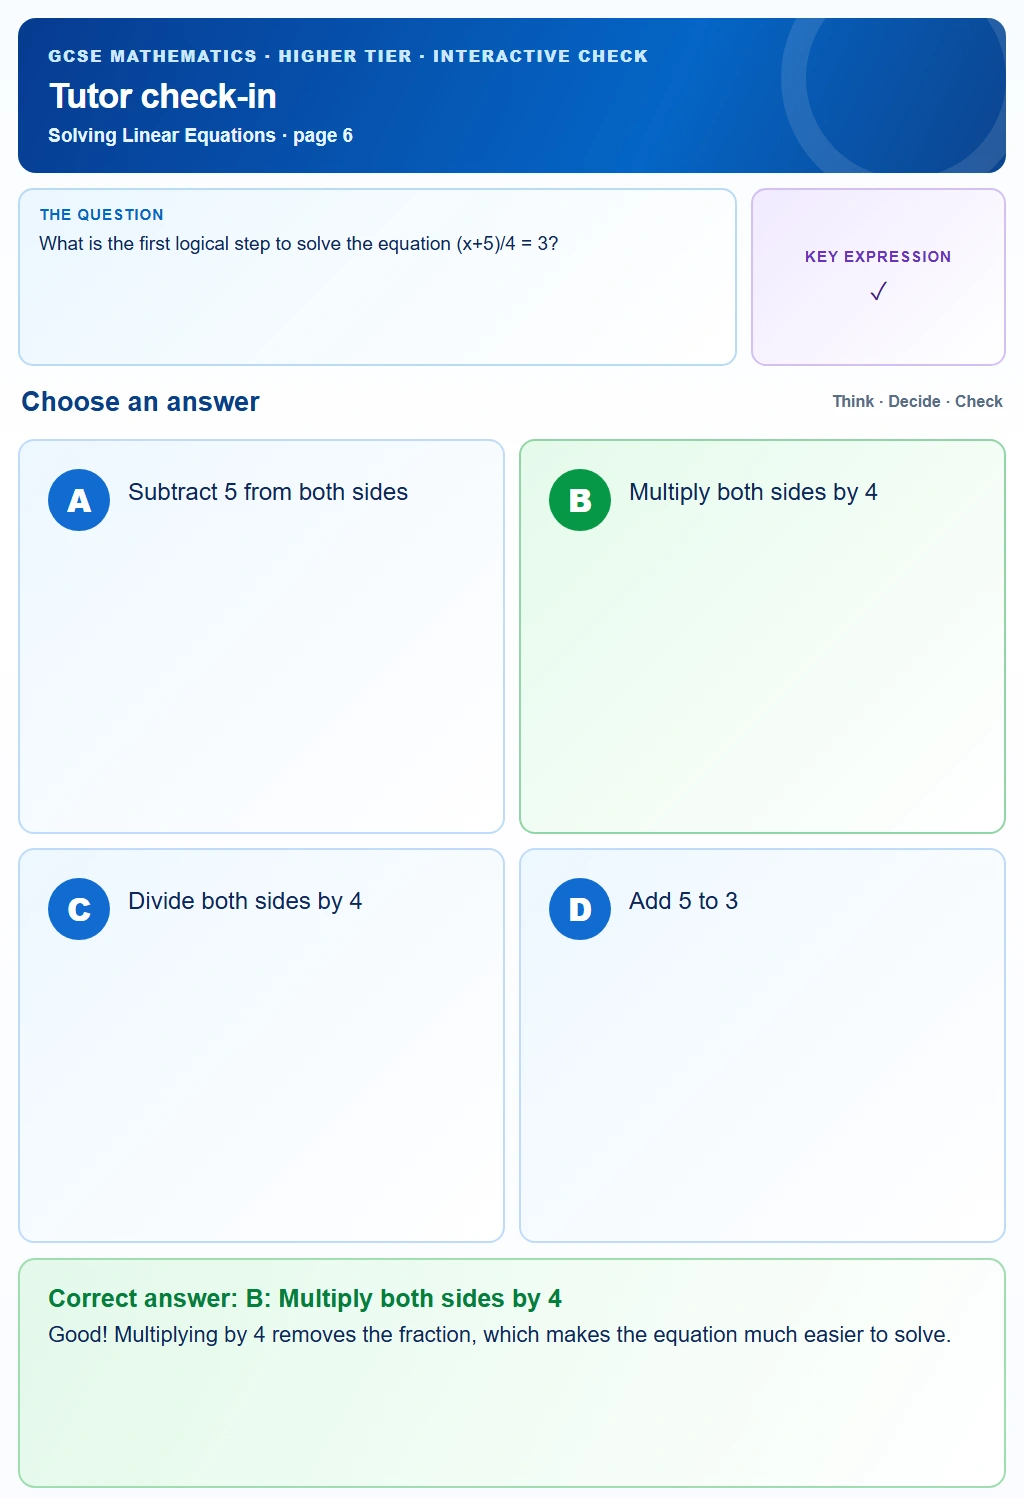 GCSE MATHEMATICS · HIGHER TIER · INTERACTIVE CHECK
Tutor check-in
Solving Linear Equations · page 6
THE QUESTION
What is the first logical step to solve the equation (x+5)/4 = 3?
KEY EXPRESSION
✓
Choose an answer
Think · Decide · Check
A
Subtract 5 from both sides
B
Multiply both sides by 4
C
Divide both sides by 4
D
Add 5 to 3
Correct answer: B: Multiply both sides by 4
Good! Multiplying by 4 removes the fraction, which makes the equation much easier to solve.